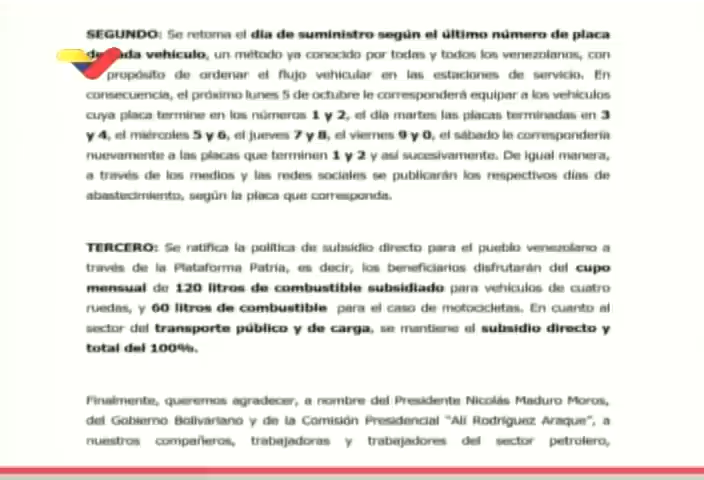 SEGUNDO: Se retoma el día de suministro según el último número de placa
de cada vehículo, un método ya conocido por todas y todos los venezolanos, con
propósito de ordenar el flujo vehicular en las estaciones de servicio. En
consecuencia, el próximo lunes 5 de octubre le corresponderá equipar a los vehículos
cuya placa termine en los números 1 y 2, el día martes las placas terminadas en 3
y 4, el miércoles 5 y 6, el jueves 7 y 8, el viernes 9 y 0, el sábado le correspondería
nuevamente a las placas que terminen 1 y 2 y así sucesivamente. De igual manera,
a través de los medios y las redes sociales se publicarán los respectivos días de
abastecimiento, según la placa que corresponda.
TERCERO: Se ratifica la política de subsidio directo para el pueblo venezolano a
través de la Plataforma Patria, es decir, los beneficiarios disfrutarán del cupo
mensual de 120 litros de combustible subsidiado para vehículos de cuatro
ruedas, y 60 litros de combustible para el caso de motocicletas. En cuanto al
sector del transporte público y de carga, se mantiene el subsidio directo y
total del 100%.
Finalmente, queremos agradecer, a nombre del Presidente Nicolás Maduro Moros,
del Gobierno Bolivariano y de la Comisión Presidencial "Alí Rodríguez Araque", a
nuestros compañeros, trabajadoras y trabajadores del sector petrolero,